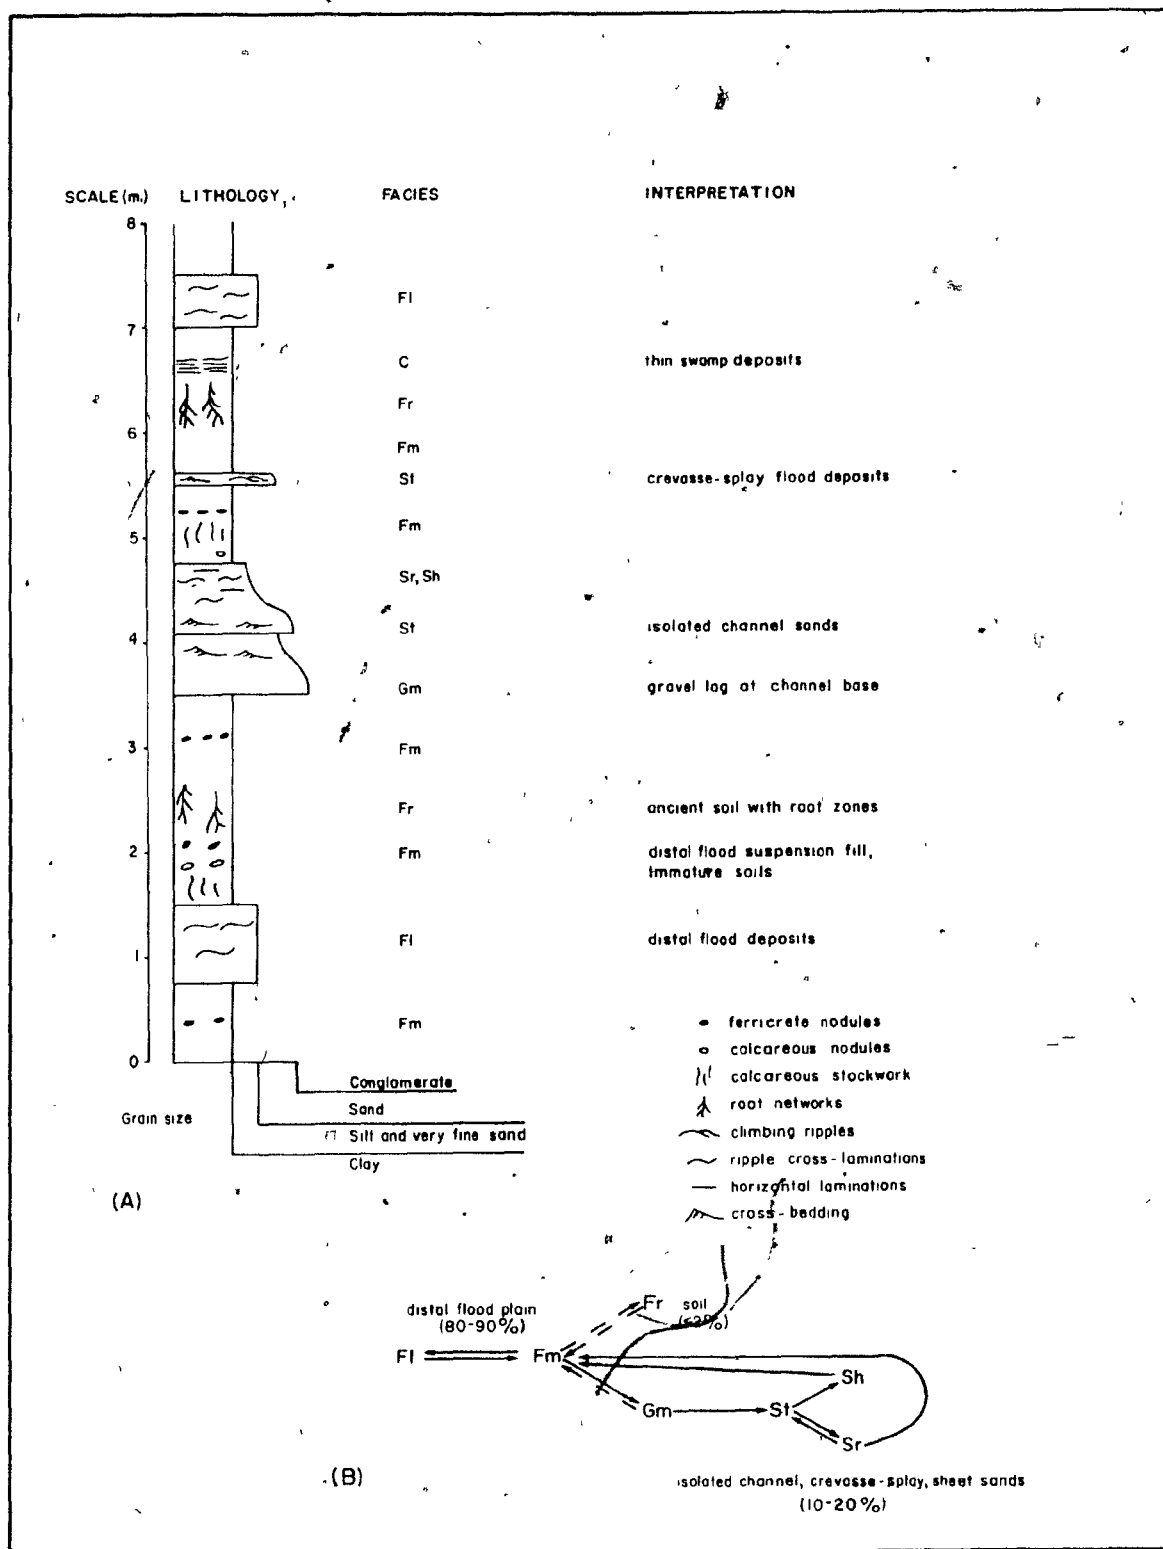 SCALE (m.) LITHOLOGY, FACIES INTERPRETATION
8
Fl
7
C thin swamp deposits
Fr
6
Fm
St crevasse-splay flood deposits
5 Fm
Sr, Sh
4 St isolated channel sands
Gm gravel lag at channel base
3 Fm
Fr ancient soil with root zones
2 Fm distal flood suspension fill,
immature soils
1 Fl distal flood deposits
Fm
0
ferricrete nodules
calcareous nodules
calcareous stockwork
root networks
climbing ripples
ripple cross-laminations
horizontal laminations
cross-bedding
Conglomerate
Grain size Sand
Silt and very fine sand
Clay
(A)
distal flood plain
(80-90%)
Fr soil
Fl Fm
Sh
Gm St
Sr
(B)
isolated channel, crevasse-splay, sheet sands
(10-20%)